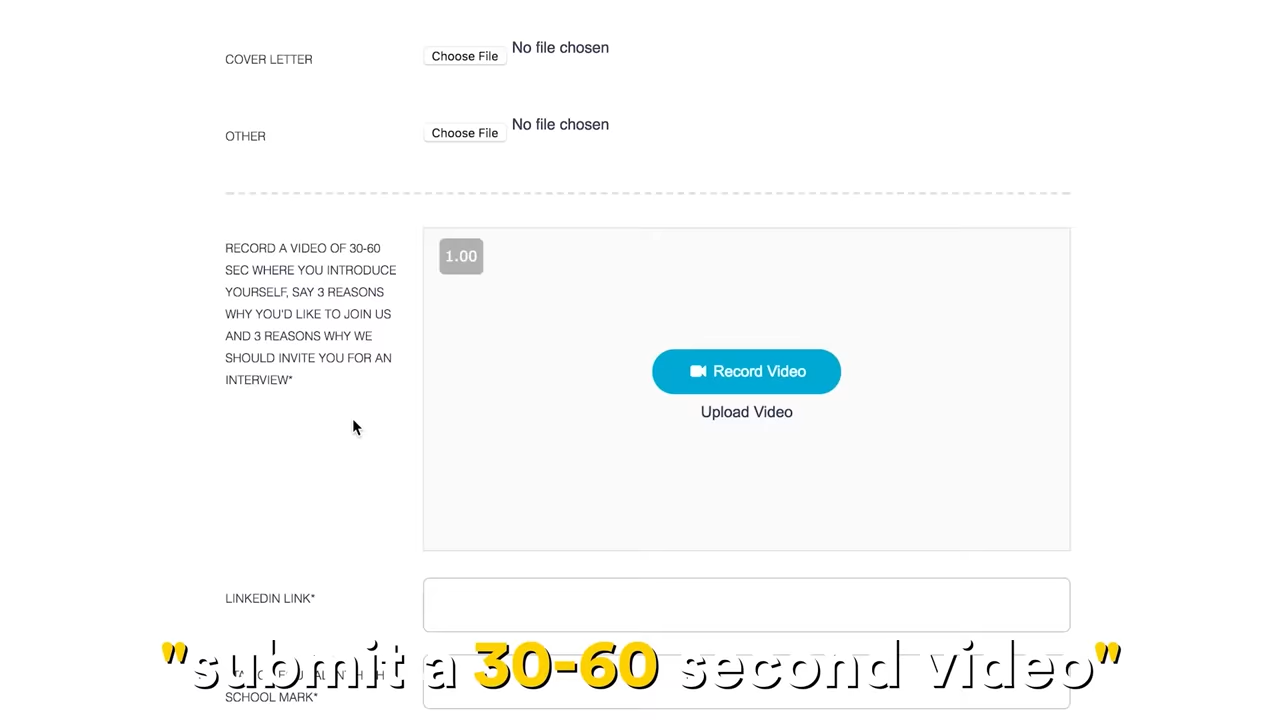 COVER LETTER
Choose File No file chosen
OTHER
Choose File No file chosen
RECORD A VIDEO OF 30-60
SEC WHERE YOU INTRODUCE
YOURSELF, SAY 3 REASONS
WHY YOU'D LIKE TO JOIN US
AND 3 REASONS WHY WE
SHOULD INVITE YOU FOR AN
INTERVIEW*
1.00
Record Video
Upload Video
LINKEDIN LINK*
"submit a 30-60 second video"
SCHOOL MARK*